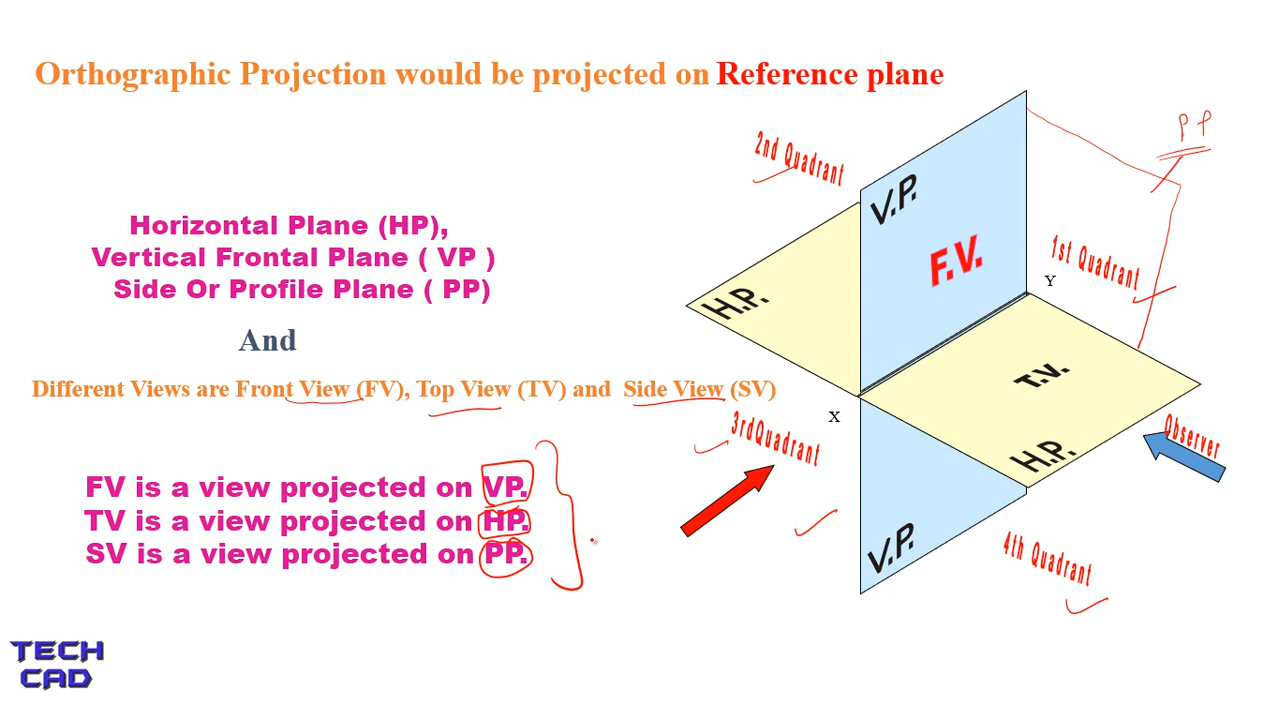 Orthographic Projection would be projected on Reference plane
Horizontal Plane (HP),
Vertical Frontal Plane ( VP )
Side Or Profile Plane ( PP)
And
Different Views are Front View (FV), Top View (TV) and Side View (SV)
FV is a view projected on VP.
TV is a view projected on HP.
SV is a view projected on PP.
TECH
CAD
2nd Quadrant
PP
V.P.
F.V.
1st Quadrant
Y
H.P.
T.V.
X
3rdQuadrant
Observer
H.P.
V.P.
4th Quadrant